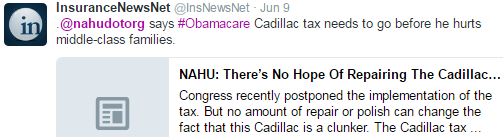 in
InsuranceNewsNet @InsNewsNet · Jun 9
.@nahudotorg says #Obamacare Cadillac tax needs to go before he hurts
middle-class families.
NAHU: There's No Hope Of Repairing The Cadillac...
Congress recently postponed the implementation of the
tax. But no amount of repair or polish can change the
fact that this Cadillac is a clunker. The Cadillac tax ...